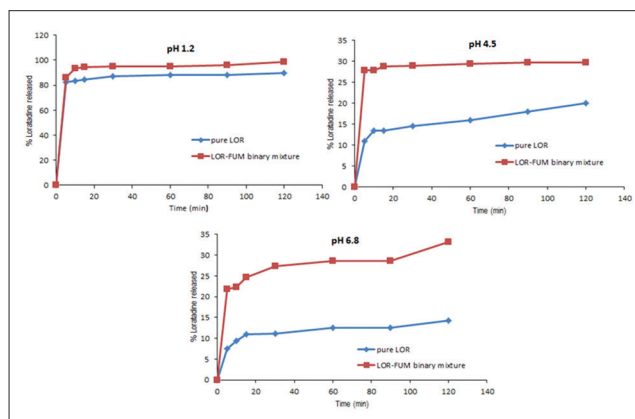 pH 1.2
% Loratadine released
120
100
80
60
40
20
0
pure LOR
LOR-FUM binary mixture
0 20 40 60 80 100 120 140
Time (min)
pH 4.5
% Loratadine released
35
30
25
20
15
10
5
0
pure LOR
LOR-FUM binary mixture
0 20 40 60 80 100 120 140
Time (min)
pH 6.8
% Loratadine released
35
30
25
20
15
10
5
0
pure LOR
LOR-FUM binary mixture
0 20 40 60 80 100 120 140
Time (min)